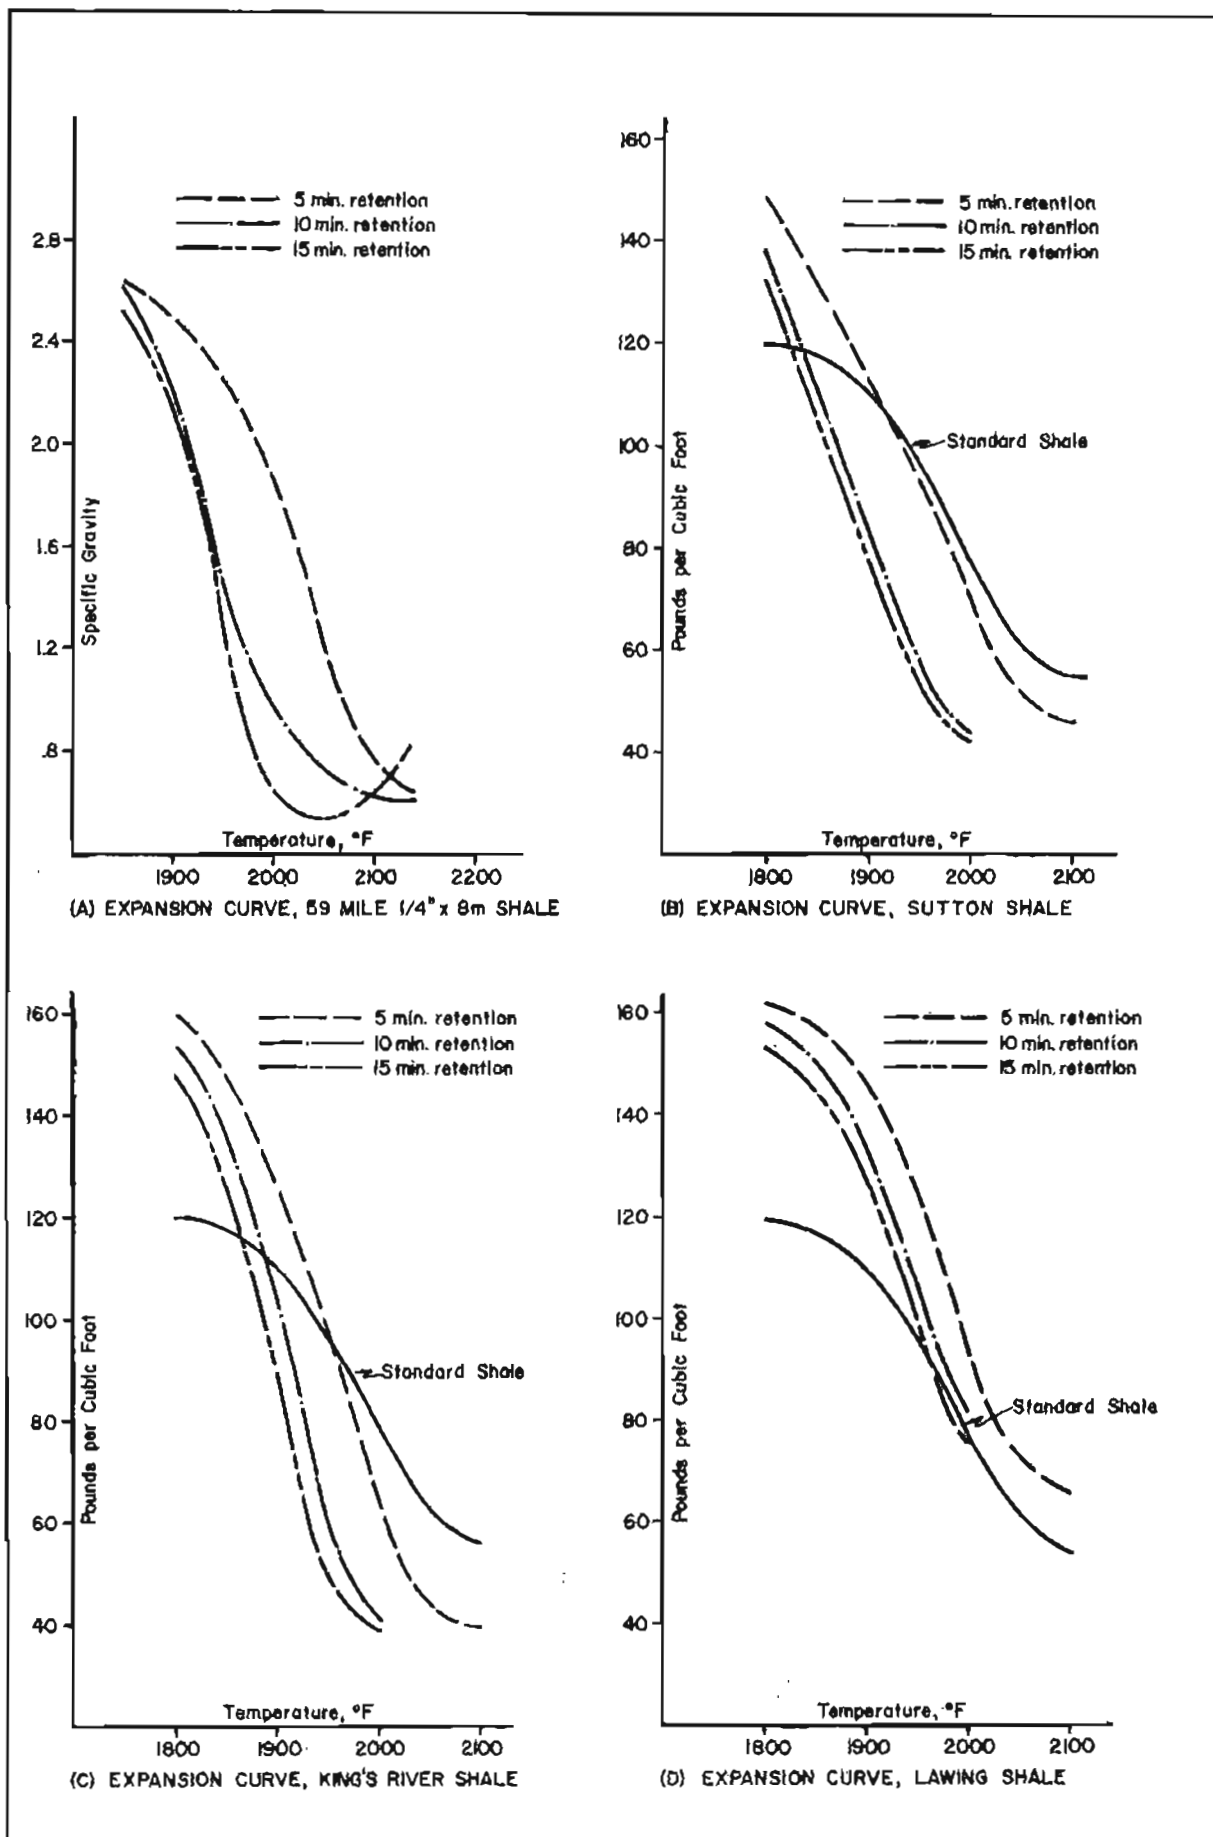 5 min. retention
10 min. retention
15 min. retention
2.8
2.4
2.0
1.6
1.2
.8
Specific Gravity
Temperature, °F
1900 2000 2100 2200
(A) EXPANSION CURVE, 59 MILE 1/4" x 8m SHALE
160
140
120
100
80
60
40
Pounds per Cubic Foot
5 min. retention
10 min. retention
15 min. retention
Standard Shale
Temperature, °F
1800 1900 2000 2100
(B) EXPANSION CURVE, SUTTON SHALE
160
140
120
100
80
60
40
Pounds per Cubic Foot
5 min. retention
10 min. retention
15 min. retention
Standard Shale
Temperature, °F
1800 1900 2000 2100
(C) EXPANSION CURVE, KING'S RIVER SHALE
160
140
120
100
80
60
40
Pounds per Cubic Foot
5 min. retention
10 min. retention
15 min. retention
Standard Shale
Temperature, °F
1800 1900 2000 2100
(D) EXPANSION CURVE, LAWING SHALE